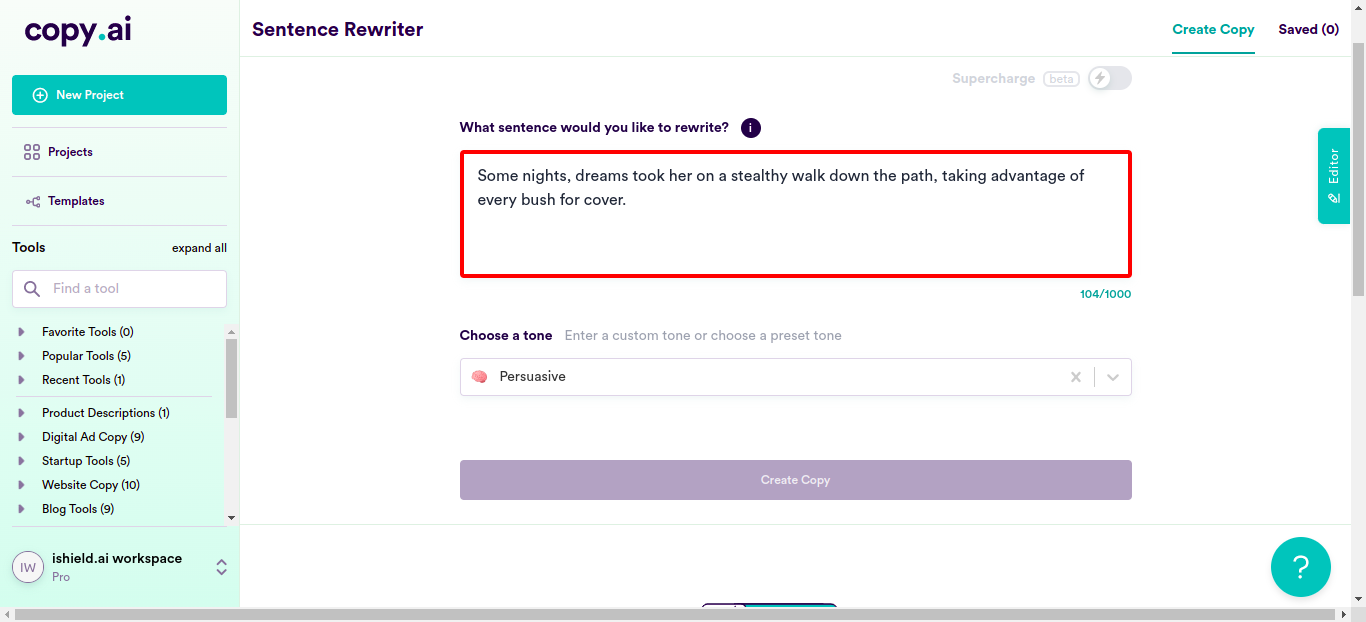 copy.ai
Sentence Rewriter
Create Copy
Saved (0)
New Project
Projects
Templates
Tools
expand all
Find a tool
Favorite Tools (0)
Popular Tools (5)
Recent Tools (1)
Product Descriptions (1)
Digital Ad Copy (9)
Startup Tools (5)
Website Copy (10)
Blog Tools (9)
IW
ishield.ai workspace
Pro
Supercharge beta
What sentence would you like to rewrite? i
Some nights, dreams took her on a stealthy walk down the path, taking advantage of
every bush for cover.
104/1000
Choose a tone Enter a custom tone or choose a preset tone
Persuasive
Create Copy
Editor
?